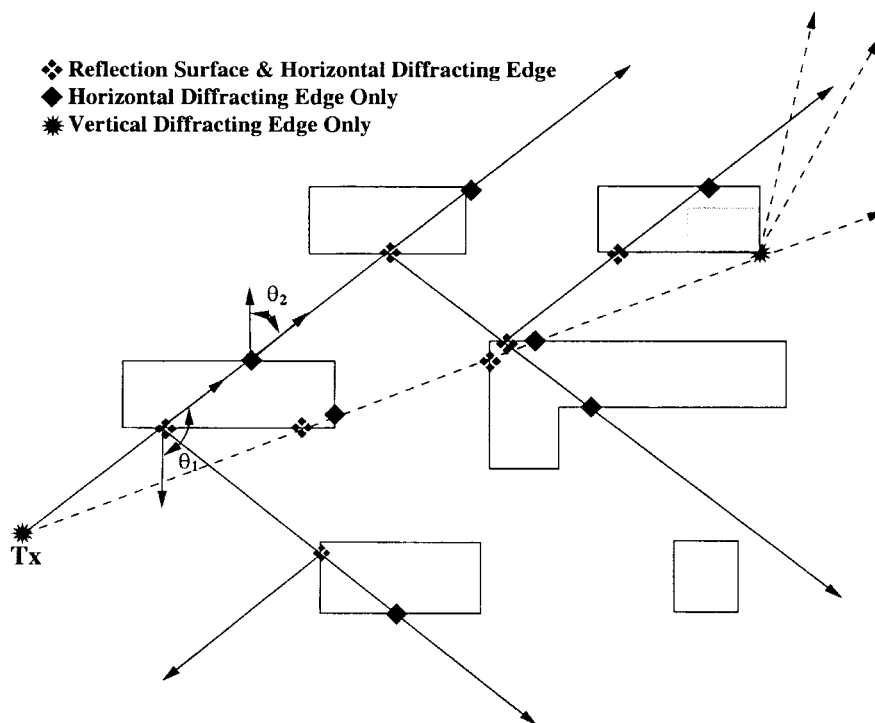 Reflection Surface & Horizontal Diffracting Edge
Horizontal Diffracting Edge Only
Vertical Diffracting Edge Only
θ₂
θ₁
Tx